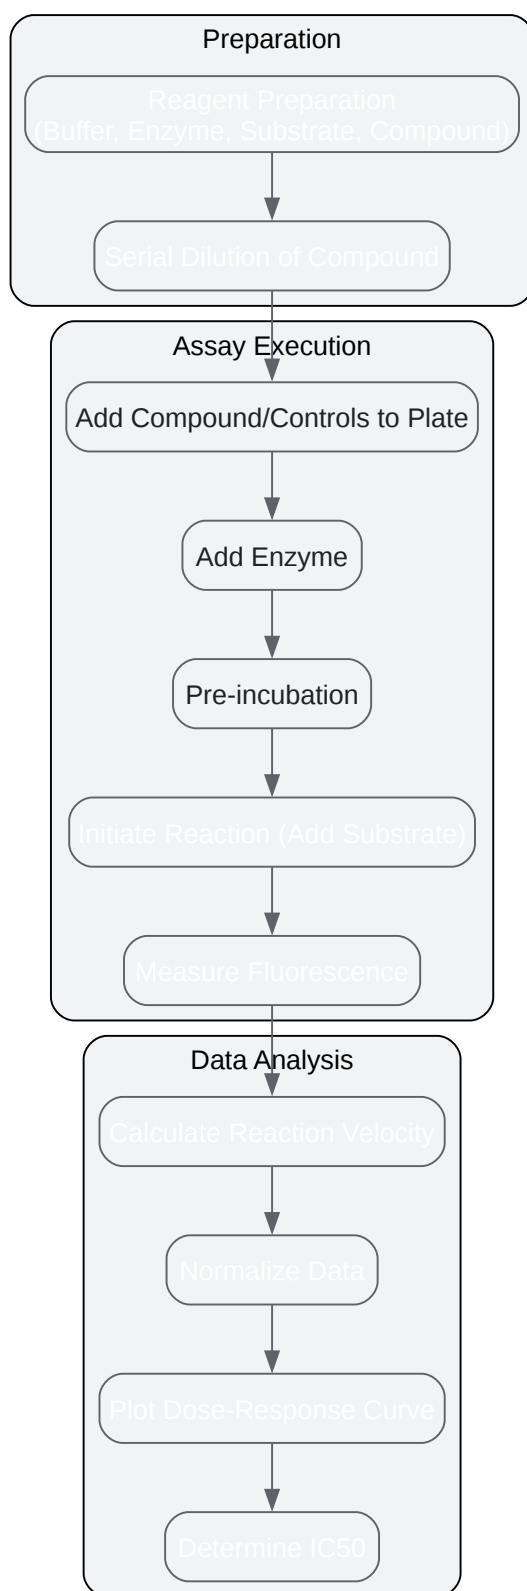 Preparation
Reagent Preparation
(Buffer, Enzyme, Substrate, Compound)
Serial Dilution of Compound
Assay Execution
Add Compound/Controls to Plate
Add Enzyme
Pre-incubation
Initiate Reaction (Add Substrate)
Measure Fluorescence
Data Analysis
Calculate Reaction Velocity
Normalize Data
Plot Dose-Response Curve
Determine IC50